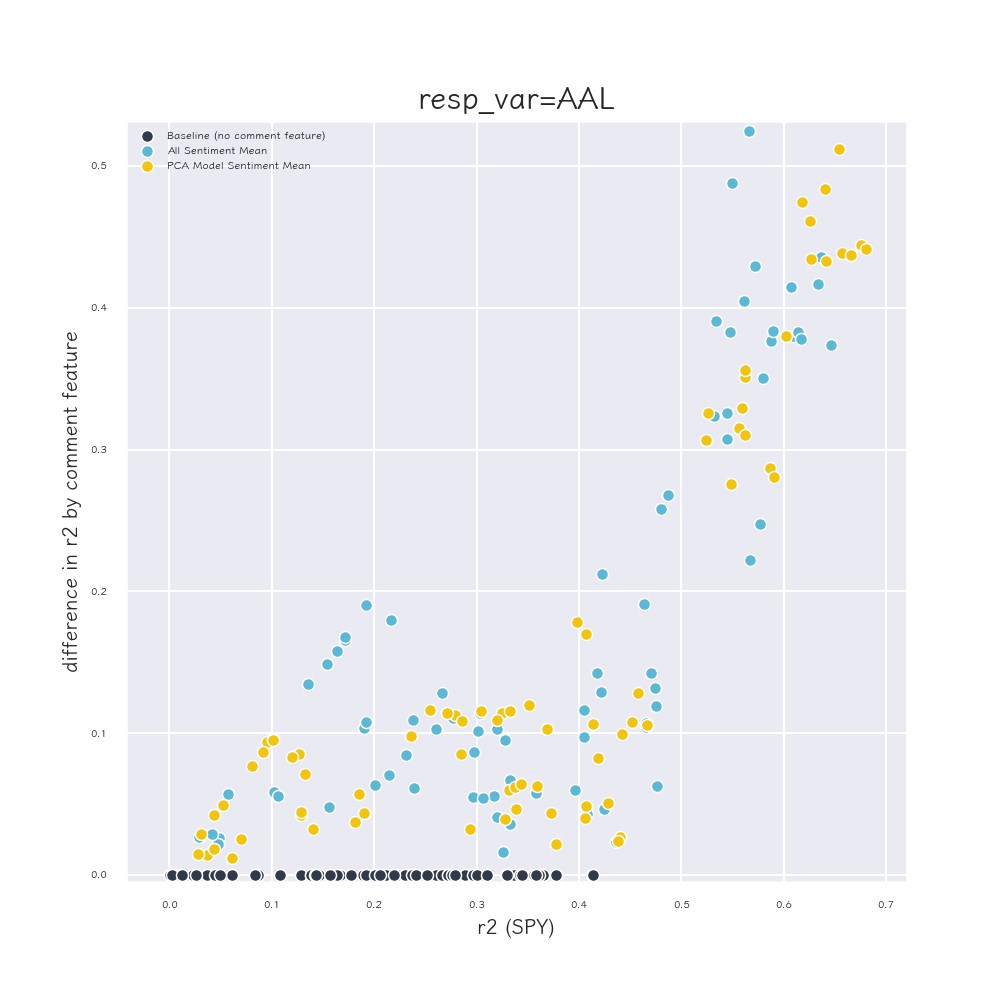 resp_var=AAL
Baseline (no comment feature)
All Sentiment Mean
PCA Model Sentiment Mean
difference in r2 by comment feature
0.5
0.4
0.3
0.2
0.1
0.0
0.0 0.1 0.2 0.3 0.4 0.5 0.6 0.7
r2 (SPY)